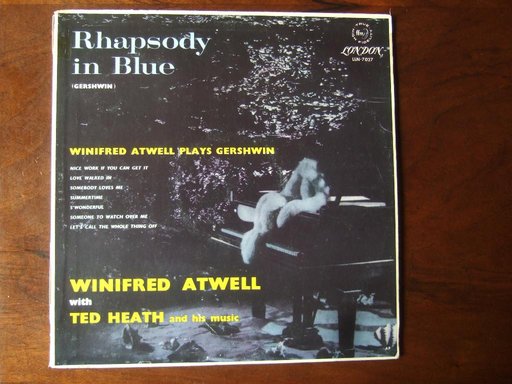 Rhapsody
in Blue
(GERSHWIN)
LONDON
LLN-7027
WINIFRED ATWELL PLAYS GERSHWIN
NICE WORK IF YOU CAN GET IT
LOVE WALKED IN
SOMEBODY LOVES ME
SUMMERTIME
S'WONDERFUL
SOMEONE TO WATCH OVER ME
LET'S CALL THE WHOLE THING OFF
WINIFRED ATWELL
with
TED HEATH and his music